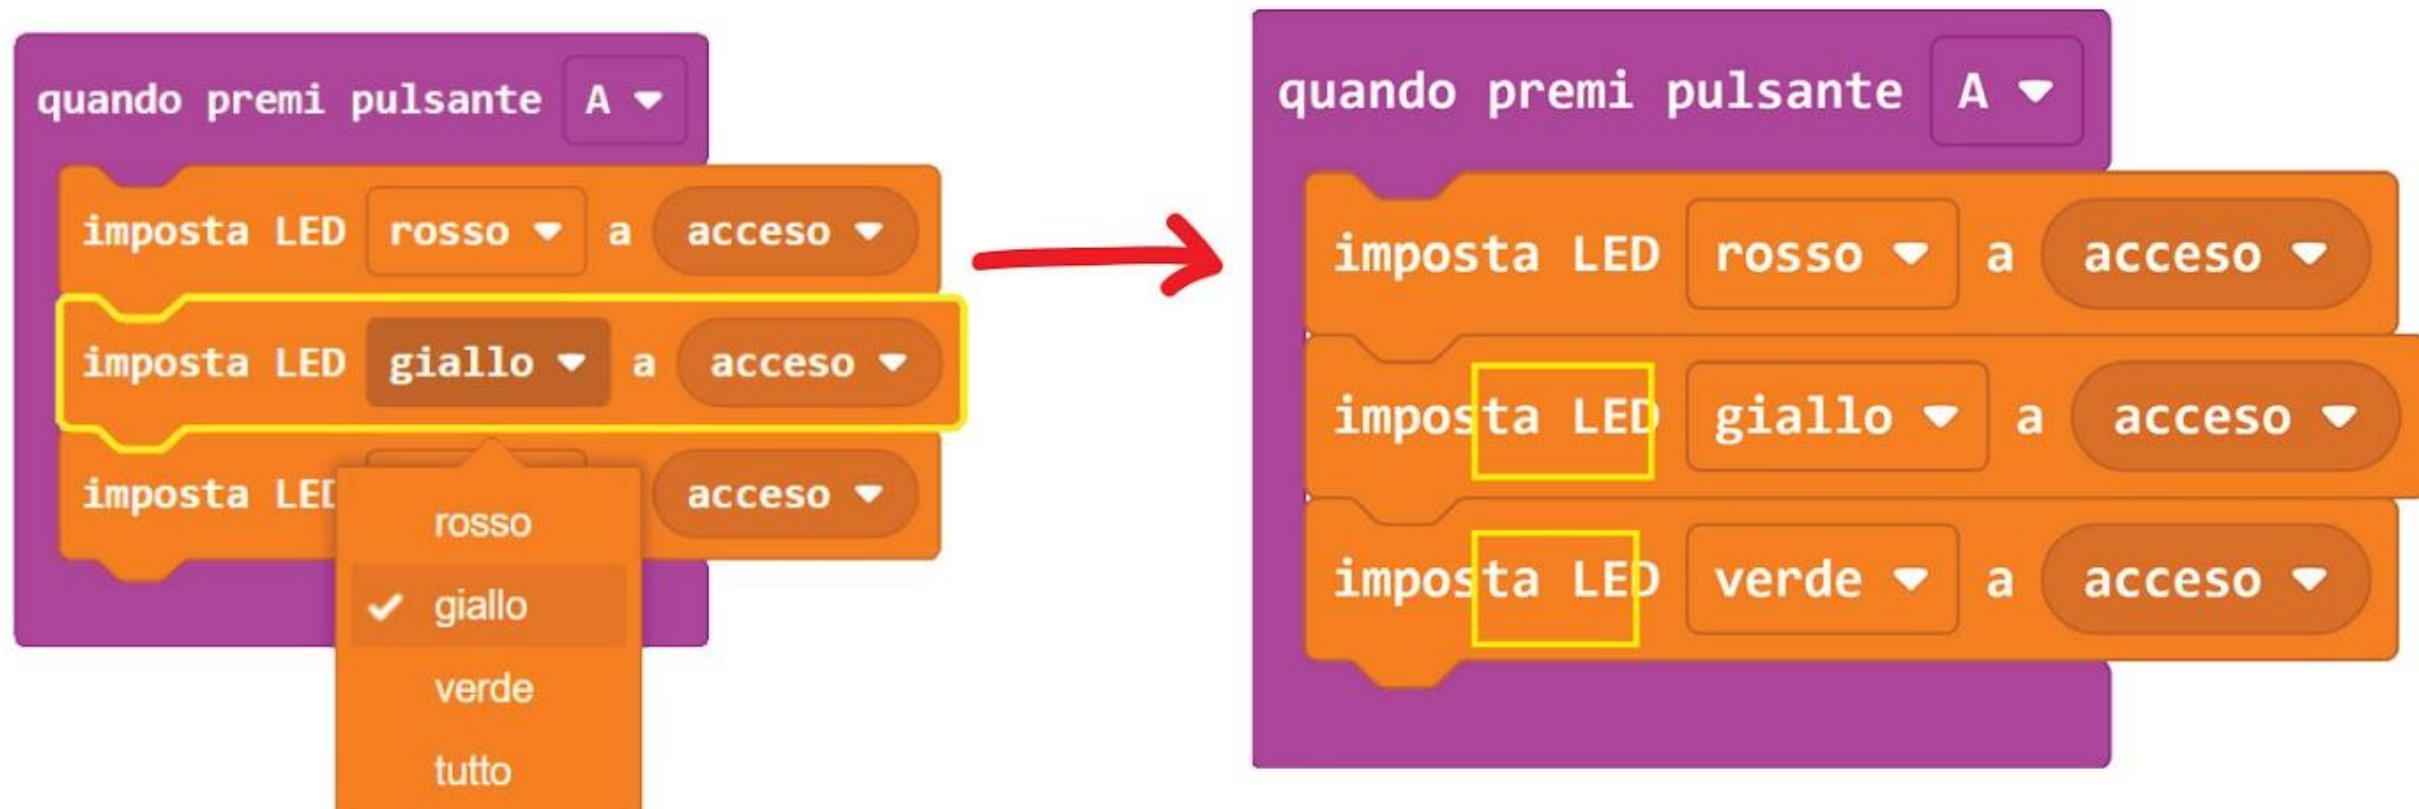 quando premi pulsante A
imposta LED rosso a acceso
imposta LED giallo a acceso
imposta LED acceso
rosso
giallo
verde
tutto
quando premi pulsante A
imposta LED rosso a acceso
imposta LED giallo a acceso
imposta LED verde a acceso